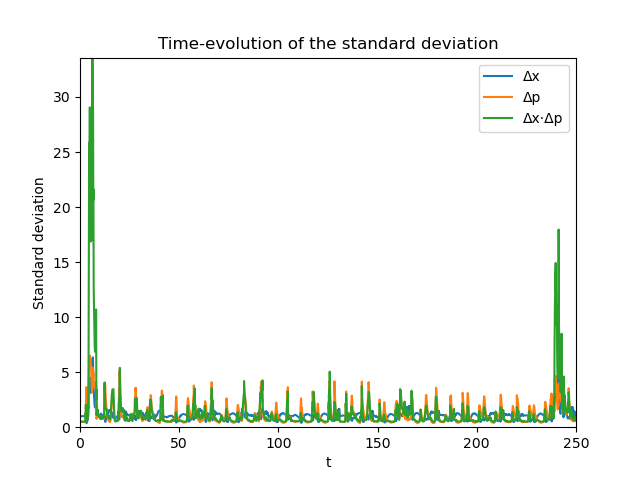 Time-evolution of the standard deviation
Δx
Δp
Δx·Δp
Standard deviation
30
25
20
15
10
5
0
0 50 100 150 200 250
t